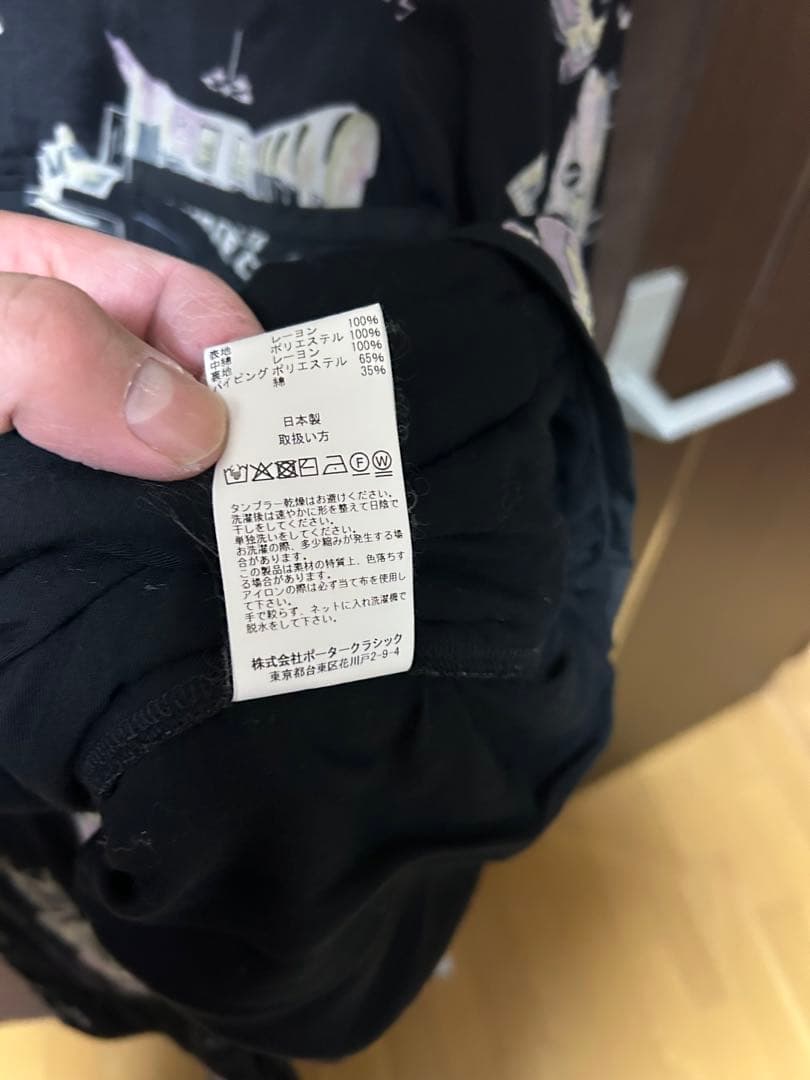 表地 レーヨン 100%
中綿 ポリエステル 100%
裏地 レーヨン 100%
パイピング ポリエステル 65%
綿 35%
日本製
取扱い方
F W
タンブラー乾燥はお避けください。
洗濯後は速やかに形を整えて日陰で
干しをしてください。
単独洗いをしてください。
お洗濯の際、多少縮みが発生する場
合があります。
この製品は素材の特質上、色落ちす
る場合があります。
アイロンの際は必ず当て布を使用し
て下さい。
手で絞らず、ネットに入れ洗濯機で
脱水をして下さい。
株式会社ポータークラシック
東京都台東区花川戸2-9-4